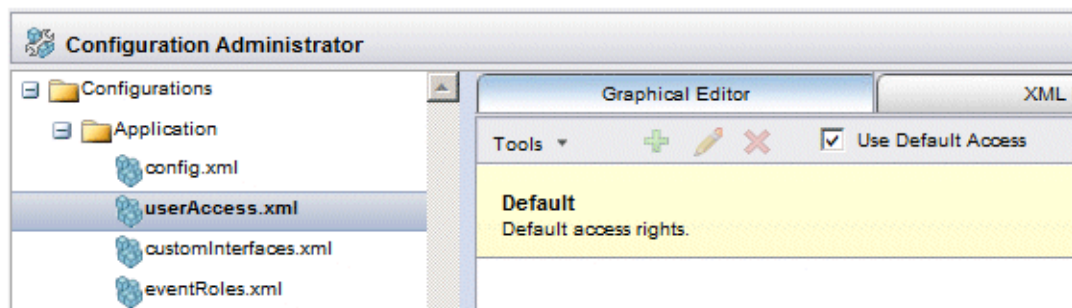 Configuration Administrator
Configurations
Application
config.xml
userAccess.xml
customInterfaces.xml
eventRoles.xml
Graphical Editor
XML
Tools
Use Default Access
Default
Default access rights.